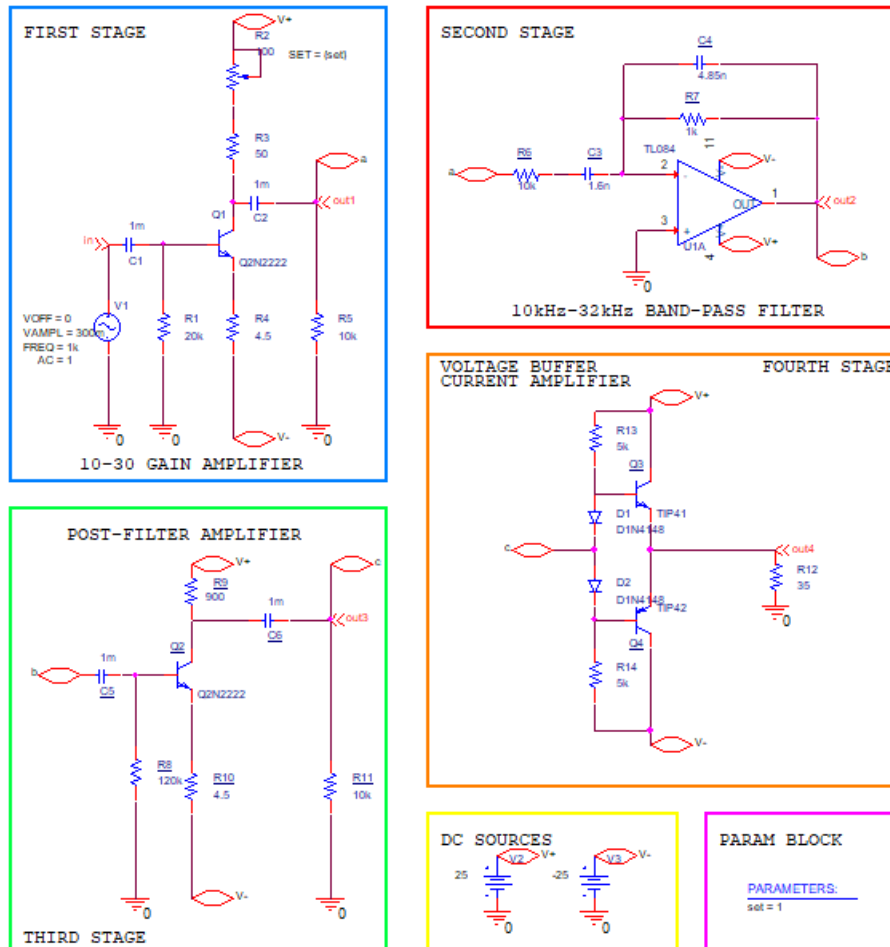 FIRST STAGE
V+
R2
100
SET = {set}
R3
50
a
1m
C2
out1
Q1
Q2N2222
in
1m
C1
V1
VOFF = 0
VAMPL = 300m
FREQ = 1k
AC = 1
R1
20k
R4
4.5
R5
10k
0
0
V-
0
10-30 GAIN AMPLIFIER
SECOND STAGE
C4
4.85n
R7
1k
11
TL084
V-
R6
10k
C3
1.6n
a
2
-
1
OUT
out2
3
+
U1A
4
V+
b
0
10kHz-32kHz BAND-PASS FILTER
POST-FILTER AMPLIFIER
V+
c
R9
900
1m
C6
out3
Q2
Q2N2222
b
1m
C5
R8
120k
R10
4.5
R11
10k
0
V-
0
THIRD STAGE
VOLTAGE BUFFER
CURRENT AMPLIFIER
FOURTH STAGE
V+
R13
5k
Q3
TIP41
D1
D1N4148
c
out4
R12
35
0
D2
D1N4148
TIP42
Q4
R14
5k
V-
DC SOURCES
V2
V+
25
0
V3
V-
-25
0
PARAM BLOCK
PARAMETERS:
set = 1